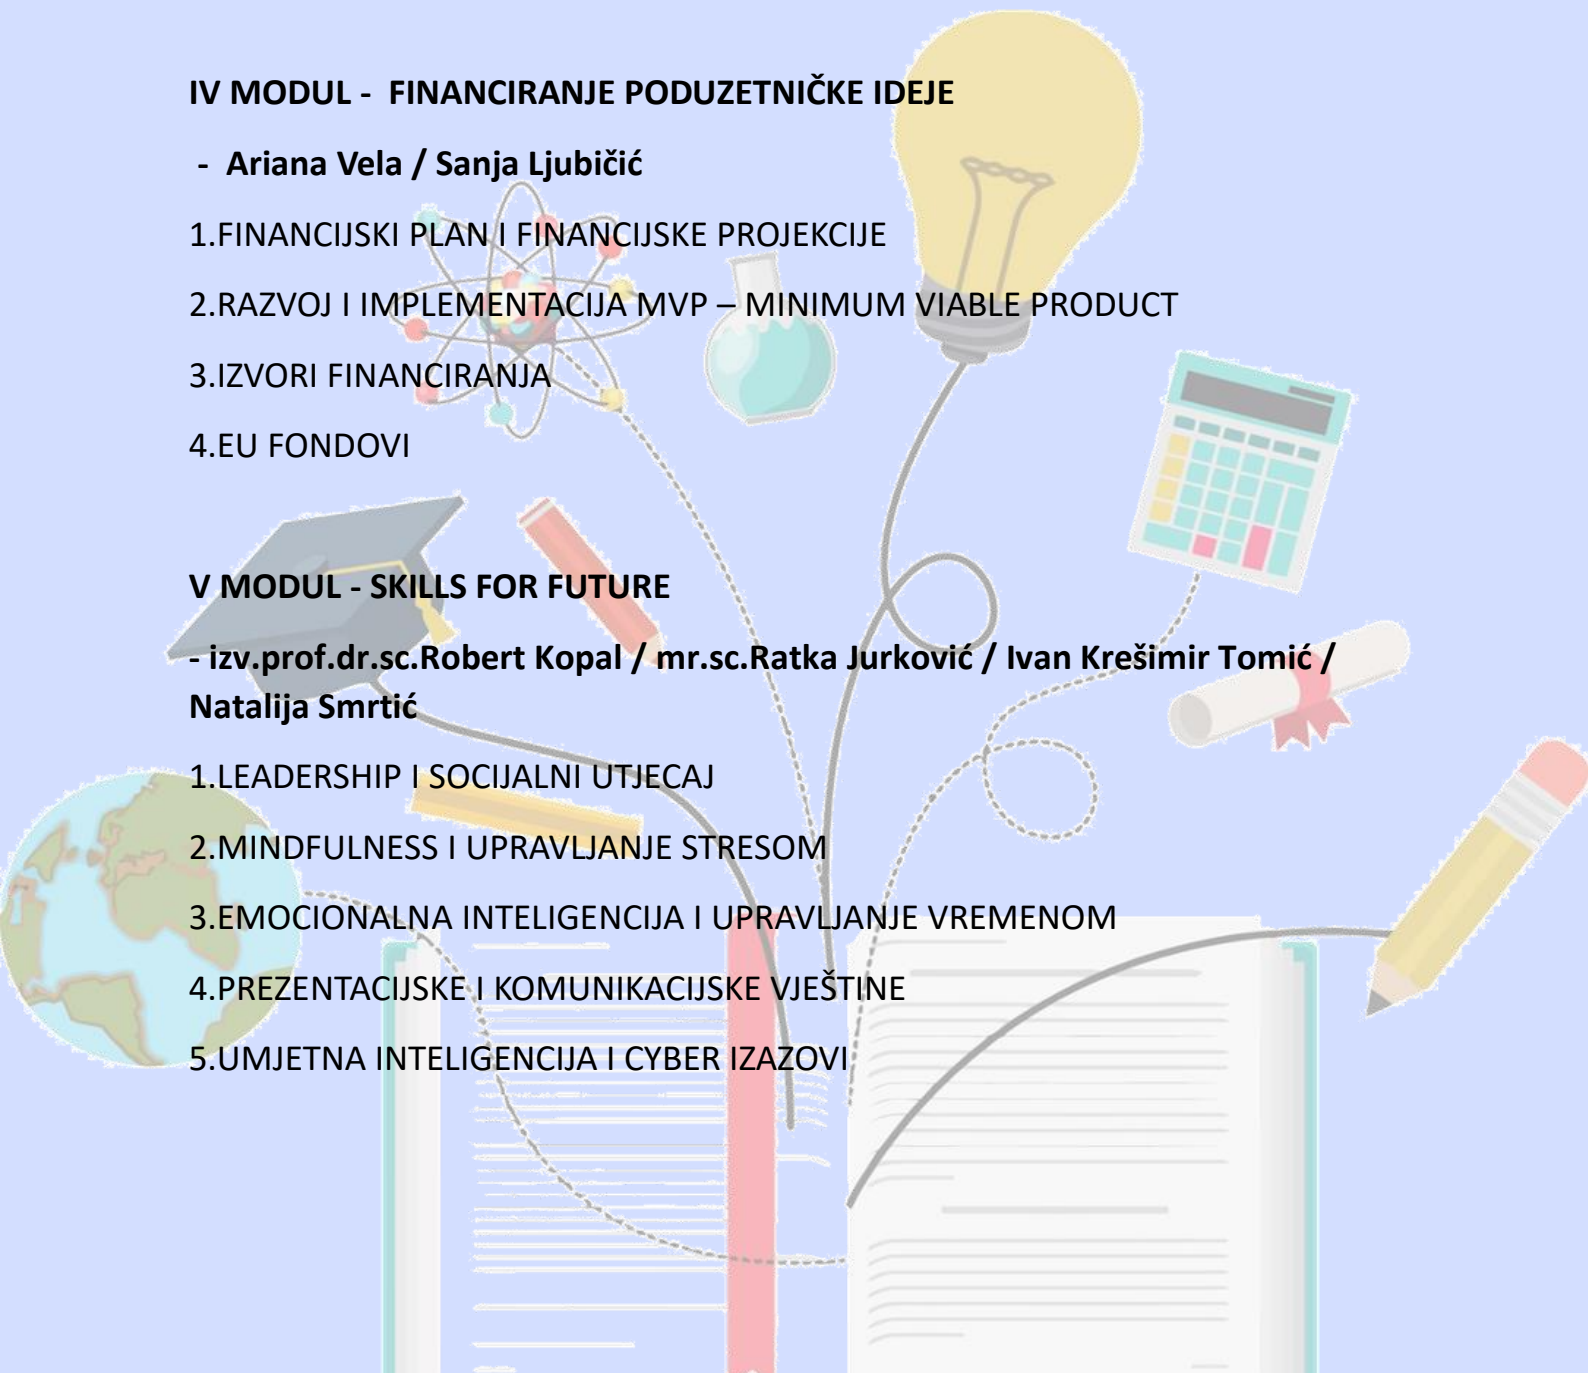 IV MODUL - FINANCIRANJE PODUZETNIČKE IDEJE
- Ariana Vela / Sanja Ljubičić
1.FINANCIJSKI PLAN I FINANCIJSKE PROJEKCIJE
2.RAZVOJ I IMPLEMENTACIJA MVP – MINIMUM VIABLE PRODUCT
3.IZVORI FINANCIRANJA
4.EU FONDOVI
V MODUL - SKILLS FOR FUTURE
- izv.prof.dr.sc.Robert Kopal / mr.sc.Ratka Jurković / Ivan Krešimir Tomić /
Natalija Smrtić
1.LEADERSHIP I SOCIJALNI UTJECAJ
2.MINDFULNESS I UPRAVLJANJE STRESOM
3.EMOCIONALNA INTELIGENCIJA I UPRAVLJANJE VREMENOM
4.PREZENTACIJSKE I KOMUNIKACIJSKE VJEŠTINE
5.UMJETNA INTELIGENCIJA I CYBER IZAZOVI